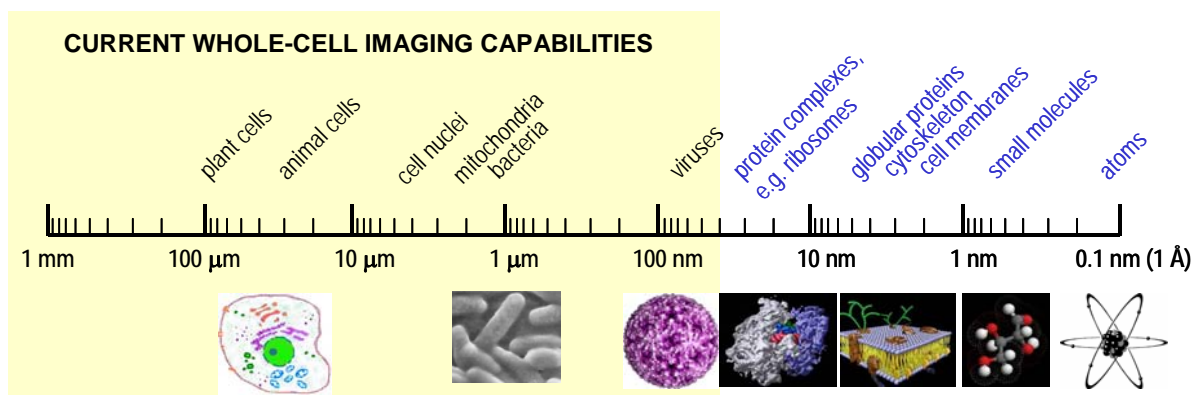 CURRENT WHOLE-CELL IMAGING CAPABILITIES
plant cells
animal cells
cell nuclei
mitochondria
bacteria
viruses
protein complexes,
e.g. ribosomes
globular proteins
cytoskeleton
cell membranes
small molecules
atoms
1 mm
100 μm
10 μm
1 μm
100 nm
10 nm
1 nm
0.1 nm (1 Å)